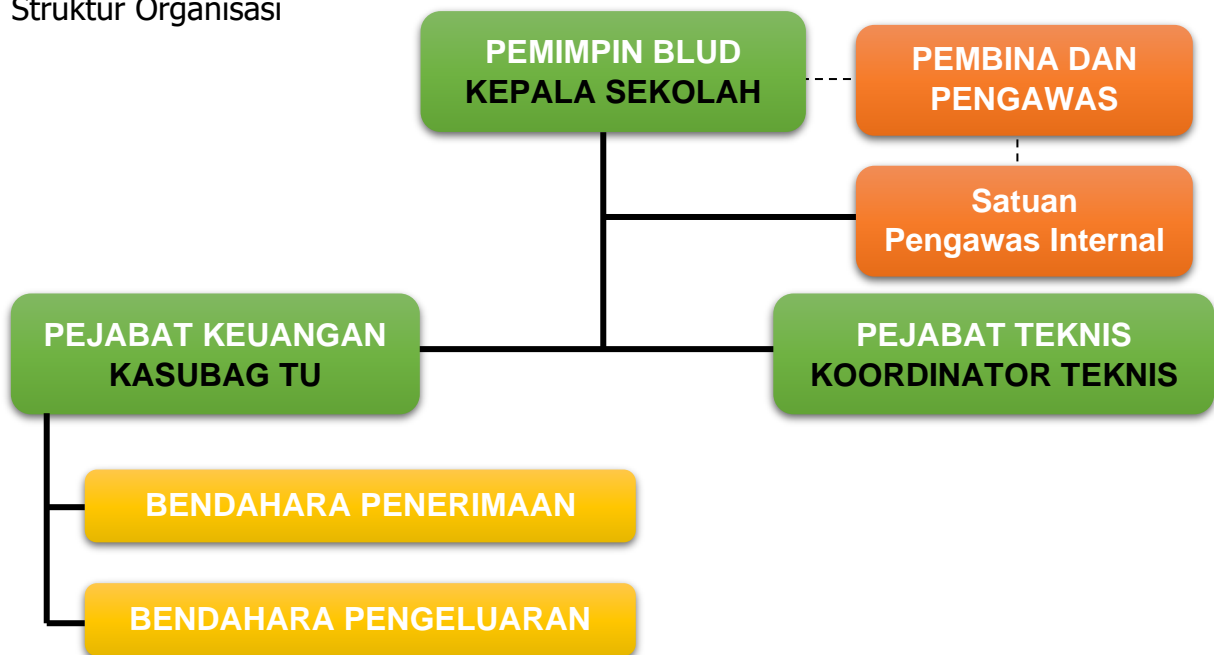 Struktur Organisasi
PEMIMPIN BLUD
KEPALA SEKOLAH
PEMBINA DAN
PENGAWAS
Satuan
Pengawas Internal
PEJABAT KEUANGAN
KASUBAG TU
PEJABAT TEKNIS
KOORDINATOR TEKNIS
BENDAHARA PENERIMAAN
BENDAHARA PENGELUARAN